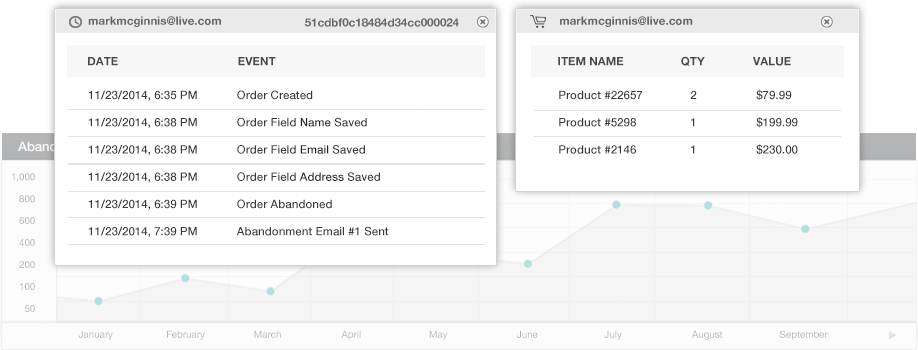 markmcginnis@live.com 51cdbf0c18484d34cc000024
DATE EVENT
11/23/2014, 6:35 PM Order Created
11/23/2014, 6:38 PM Order Field Name Saved
11/23/2014, 6:38 PM Order Field Email Saved
11/23/2014, 6:38 PM Order Field Address Saved
11/23/2014, 6:39 PM Order Abandoned
11/23/2014, 7:39 PM Abandonment Email #1 Sent
markmcginnis@live.com
ITEM NAME QTY VALUE
Product #22657 2 $79.99
Product #5298 1 $199.99
Product #2146 1 $230.00
1,000
800
600
400
200
100
50
January February March April May June July August September